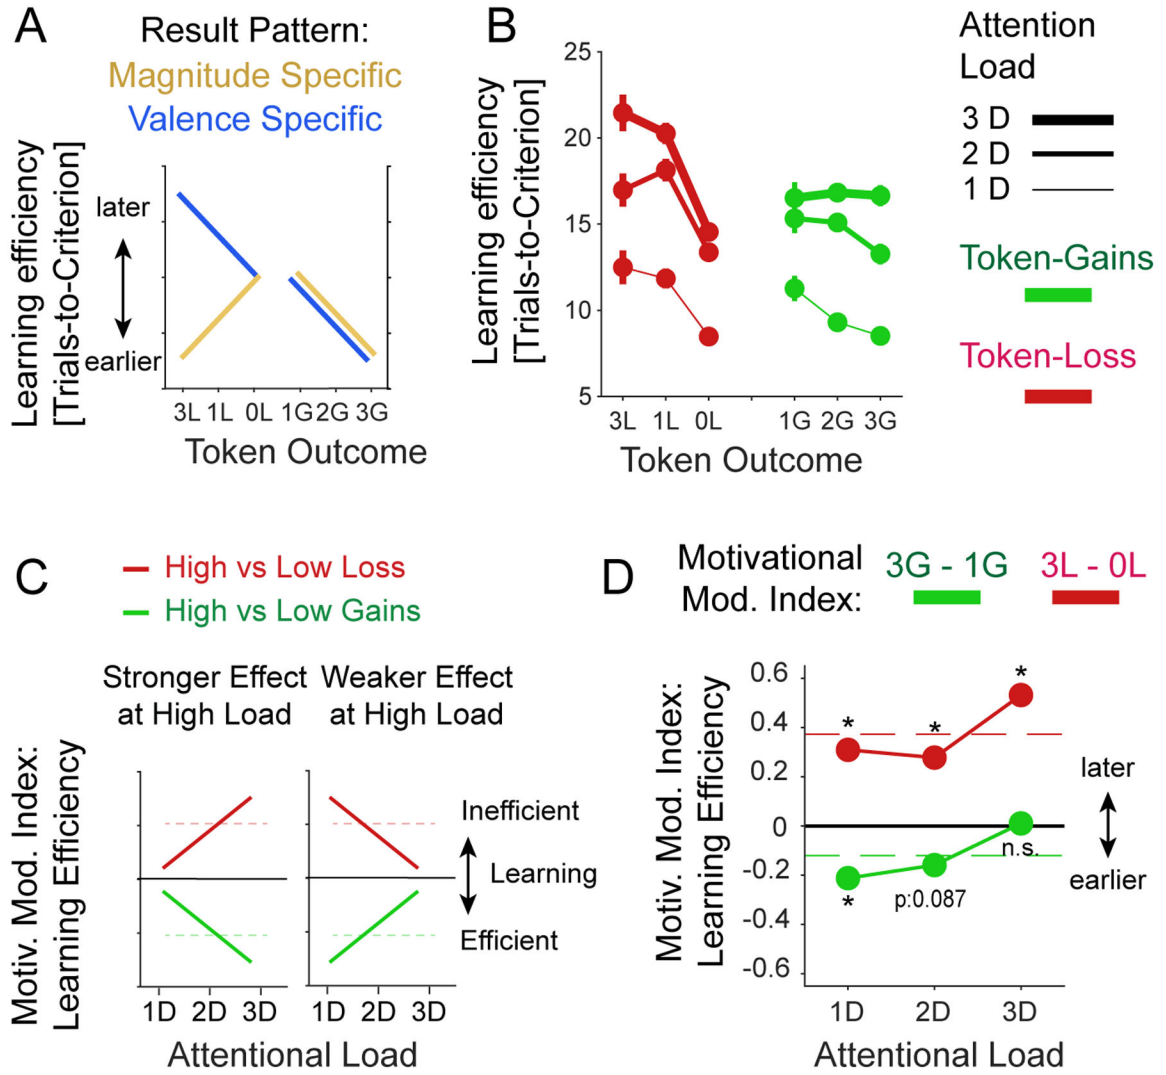 A
Result Pattern:
Magnitude Specific
Valence Specific
Learning efficiency
[Trials-to-Criterion]
later
earlier
3L 1L 0L 1G 2G 3G
Token Outcome
B
Learning efficiency
[Trials-to-Criterion]
25
20
15
10
5
3L 1L 0L 1G 2G 3G
Token Outcome
Attention
Load
3 D
2 D
1 D
Token-Gains
Token-Loss
C
High vs Low Loss
High vs Low Gains
Stronger Effect
at High Load
Weaker Effect
at High Load
Motiv. Mod. Index:
Learning Efficiency
Inefficient
Learning
Efficient
1D 2D 3D
1D 2D 3D
Attentional Load
D
Motivational
Mod. Index:
3G - 1G
3L - 0L
Motiv. Mod. Index:
Learning Efficiency
0.6
0.4
0.2
0
-0.2
-0.4
-0.6
*
*
*
n.s.
p:0.087
*
later
earlier
1D 2D 3D
Attentional Load